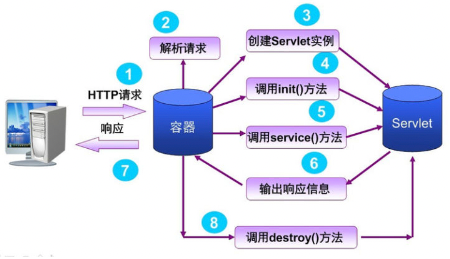 1
HTTP请求
响应
7
2
解析请求
容器
3
创建Servlet实例
4
调用init()方法
5
调用service()方法
6
输出响应信息
8
调用destroy()方法
Servlet